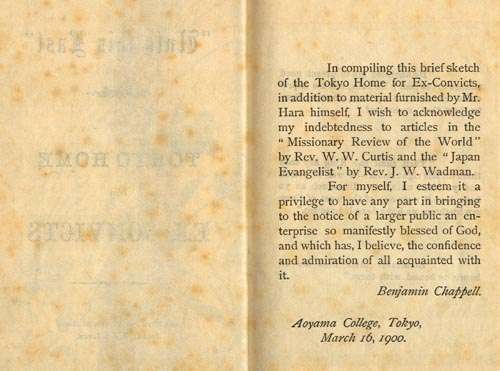 In compiling this brief sketch
of the Tokyo Home for Ex-Convicts,
in addition to material furnished by Mr.
Hara himself, I wish to acknowledge
my indebtedness to articles in the
“ Missionary Review of the World ”
by Rev. W. W. Curtis and the “ Japan
Evangelist ” by Rev. J. W. Wadman.
For myself, I esteem it a
privilege to have any part in bringing
to the notice of a larger public an en-
terprise so manifestly blessed of God,
and which has, I believe, the confidence
and admiration of all acquainted with
it.
Benjamin Chappell.
Aoyama College, Tokyo,
March 16, 1900.